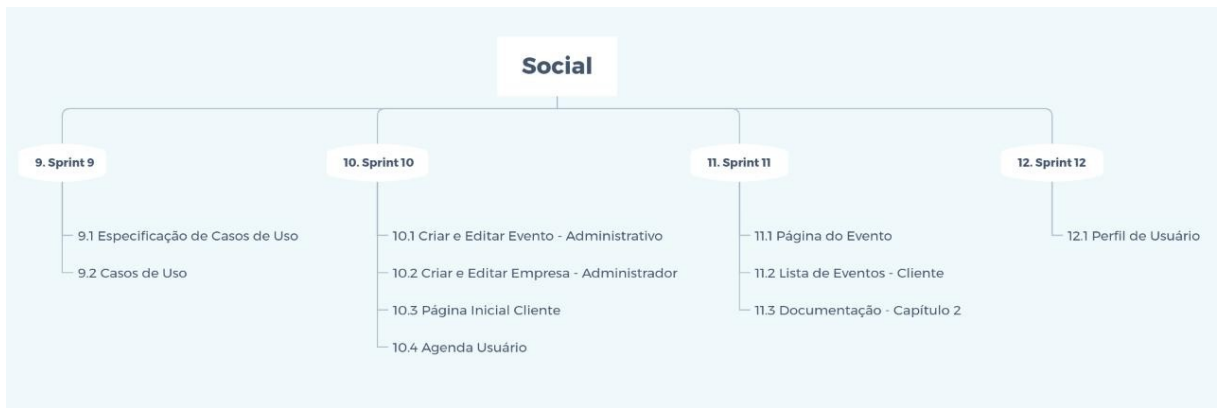 Social
9. Sprint 9
10. Sprint 10
11. Sprint 11
12. Sprint 12
9.1 Especificação de Casos de Uso
9.2 Casos de Uso
10.1 Criar e Editar Evento - Administrativo
10.2 Criar e Editar Empresa - Administrador
10.3 Página Inicial Cliente
10.4 Agenda Usuário
11.1 Página do Evento
11.2 Lista de Eventos - Cliente
11.3 Documentação - Capítulo 2
12.1 Perfil de Usuário